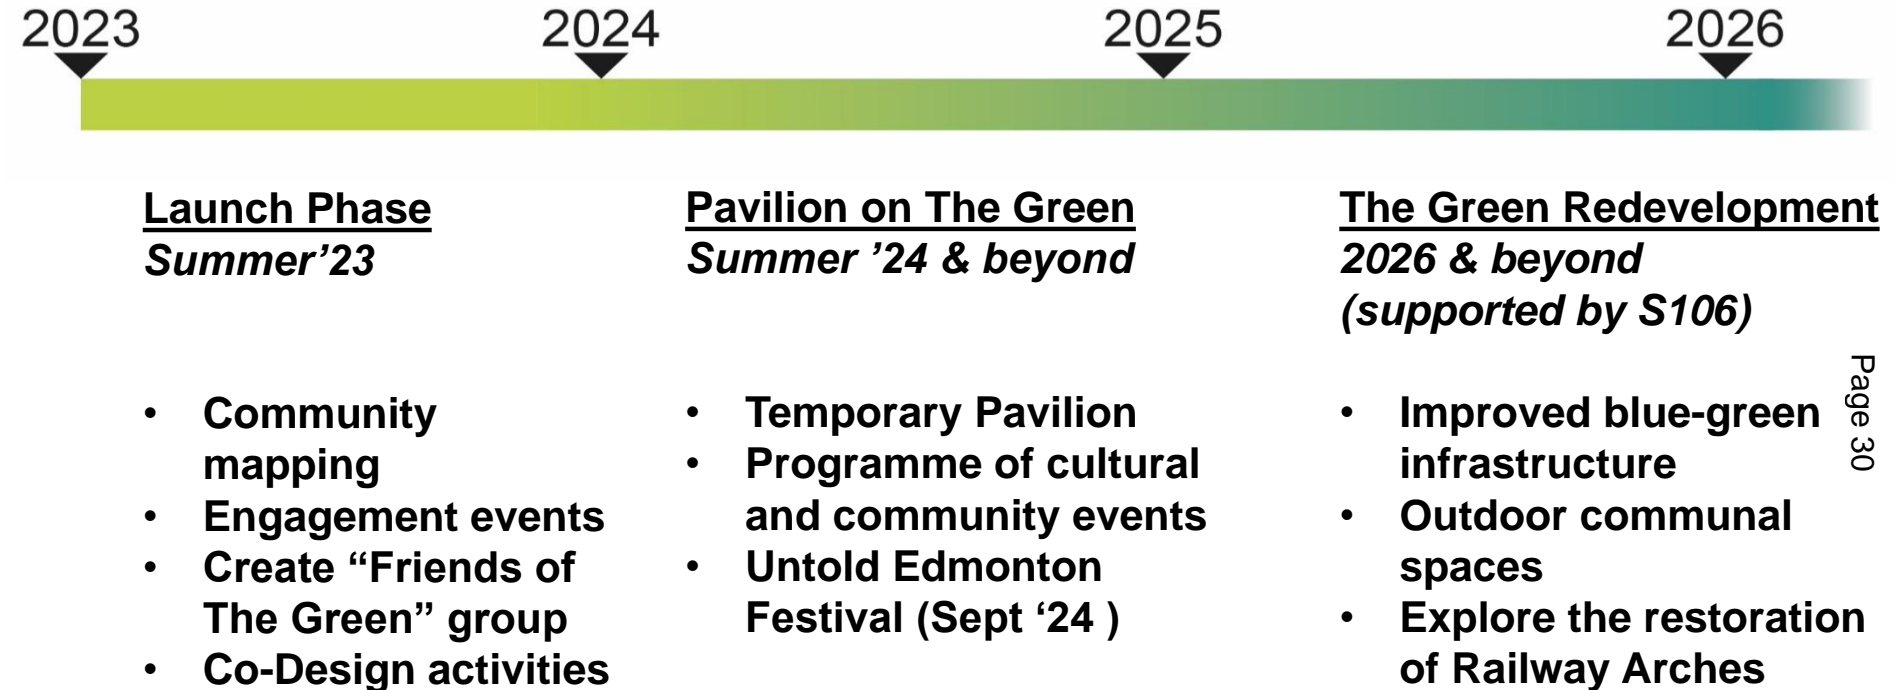 2023
2024
2025
2026
Launch Phase
Summer’23
• Community
mapping
• Engagement events
• Create “Friends of
The Green” group
• Co-Design activities
Pavilion on The Green
Summer ’24 & beyond
• Temporary Pavilion
• Programme of cultural
and community events
• Untold Edmonton
Festival (Sept ‘24 )
The Green Redevelopment
2026 & beyond
(supported by S106)
• Improved blue-green
infrastructure
• Outdoor communal
spaces
• Explore the restoration
of Railway Arches
Page 30